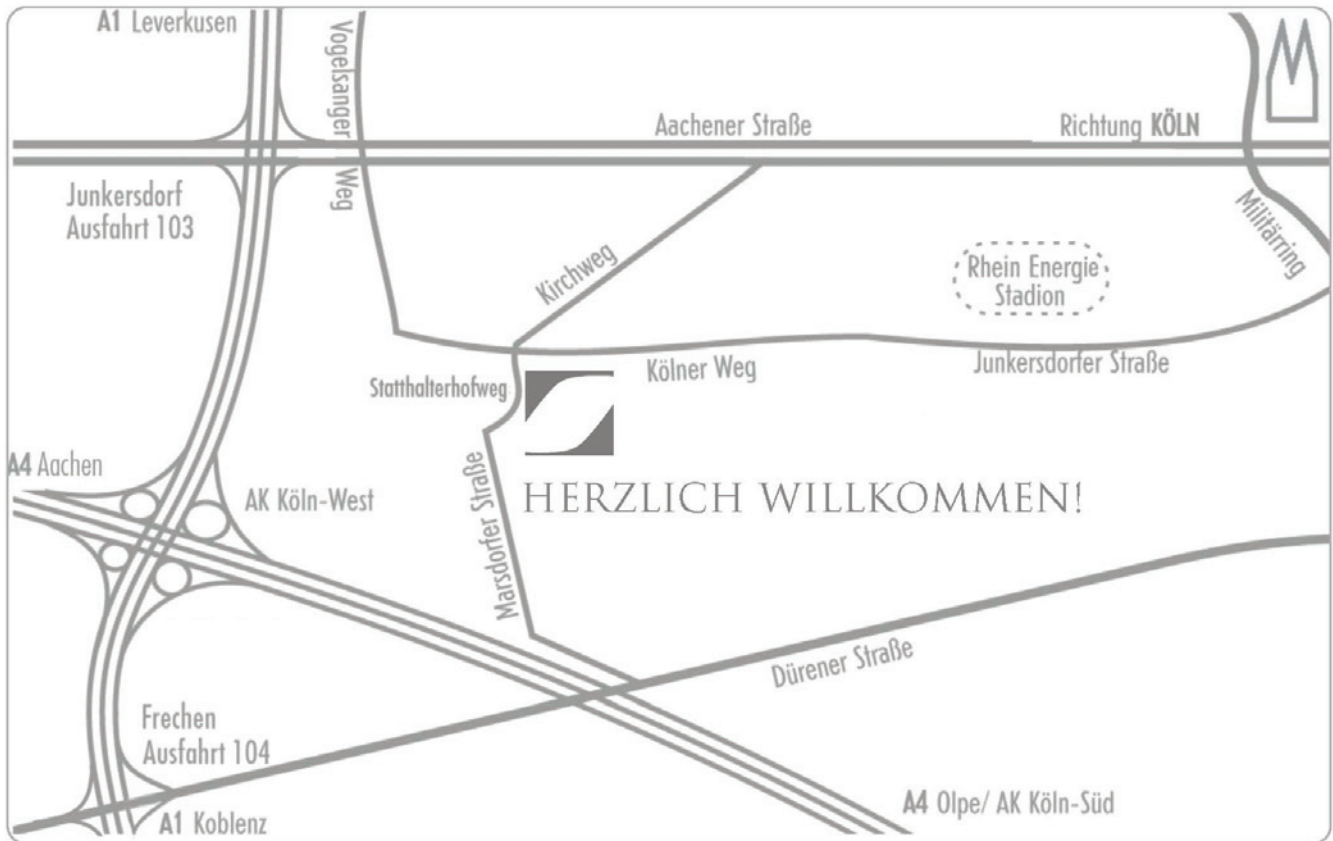 A1 Leverkusen
Vogelsanger Weg
Aachener Straße
Richtung KÖLN
Junkersdorf
Ausfahrt 103
Militärring
Kirchweg
Rhein Energie
Stadion
Kölner Weg
Junkersdorfer Straße
Statthalterhofweg
A4 Aachen
AK Köln-West
Marsdorfer Straße
HERZLICH WILLKOMMEN!
Dürener Straße
Frechen
Ausfahrt 104
A4 Olpe/ AK Köln-Süd
A1 Koblenz